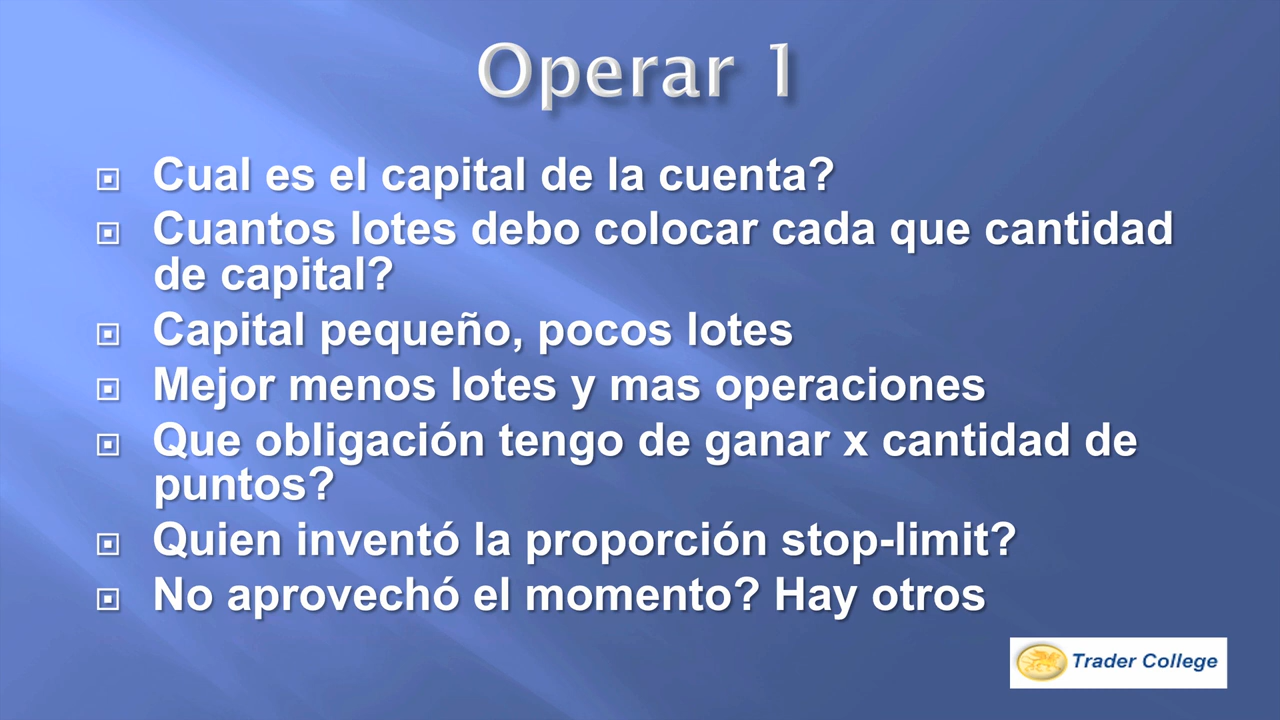 Operar 1
Cual es el capital de la cuenta?
Cuantos lotes debo colocar cada que cantidad
de capital?
Capital pequeño, pocos lotes
Mejor menos lotes y mas operaciones
Que obligación tengo de ganar x cantidad de
puntos?
Quien inventó la proporción stop-limit?
No aprovechó el momento? Hay otros
Trader College